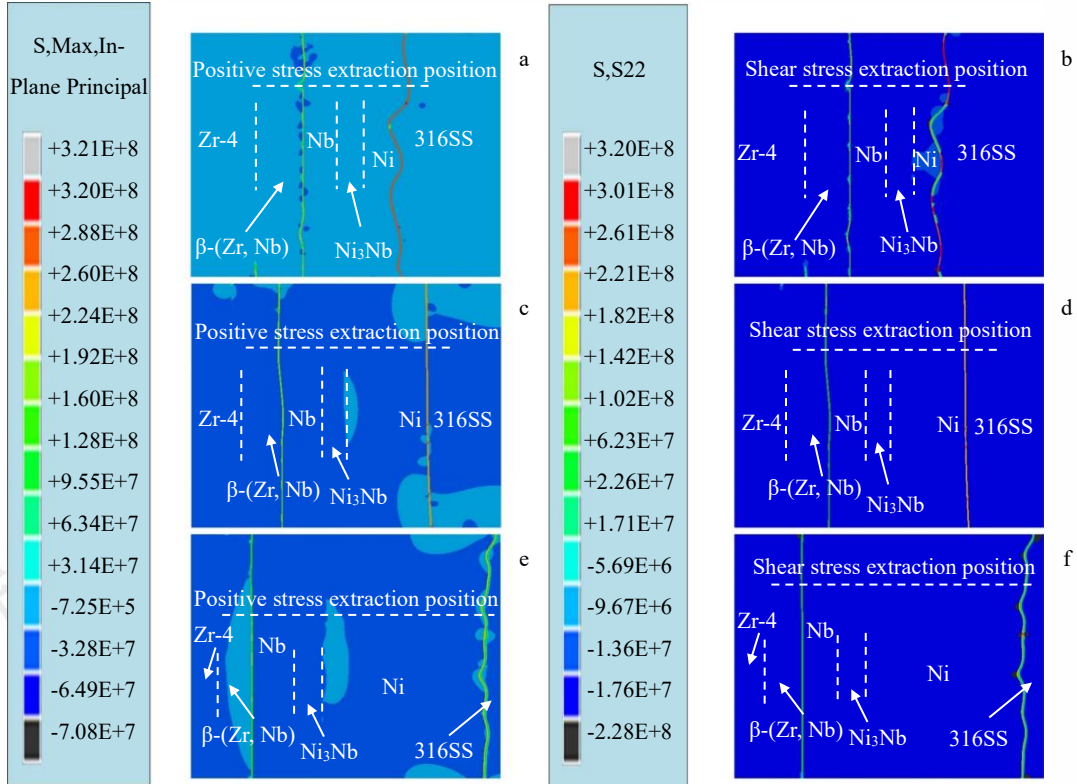 S,Max,In-
Plane Principal
+3.21E+8
+3.20E+8
+2.88E+8
+2.60E+8
+2.24E+8
+1.92E+8
+1.60E+8
+1.28E+8
+9.55E+7
+6.34E+7
+3.14E+7
-7.25E+5
-3.28E+7
-6.49E+7
-7.08E+7
a
Positive stress extraction position
Zr-4
Nb
Ni
316SS
β-(Zr, Nb)
Ni₃Nb
c
Positive stress extraction position
Zr-4
Nb
Ni
316SS
β-(Zr, Nb)
Ni₃Nb
e
Positive stress extraction position
Zr-4
Nb
Ni
β-(Zr, Nb)
Ni₃Nb
316SS
S,S22
+3.20E+8
+3.01E+8
+2.61E+8
+2.21E+8
+1.82E+8
+1.42E+8
+1.02E+8
+6.23E+7
+2.26E+7
+1.71E+7
-5.69E+6
-9.67E+6
-1.36E+7
-1.76E+7
-2.28E+8
b
Shear stress extraction position
Zr-4
Nb
Ni
316SS
β-(Zr, Nb)
Ni₃Nb
d
Shear stress extraction position
Zr-4
Nb
Ni
316SS
β-(Zr, Nb)
Ni₃Nb
f
Shear stress extraction position
Zr-4
Nb
Ni
β-(Zr, Nb)
Ni₃Nb
316SS